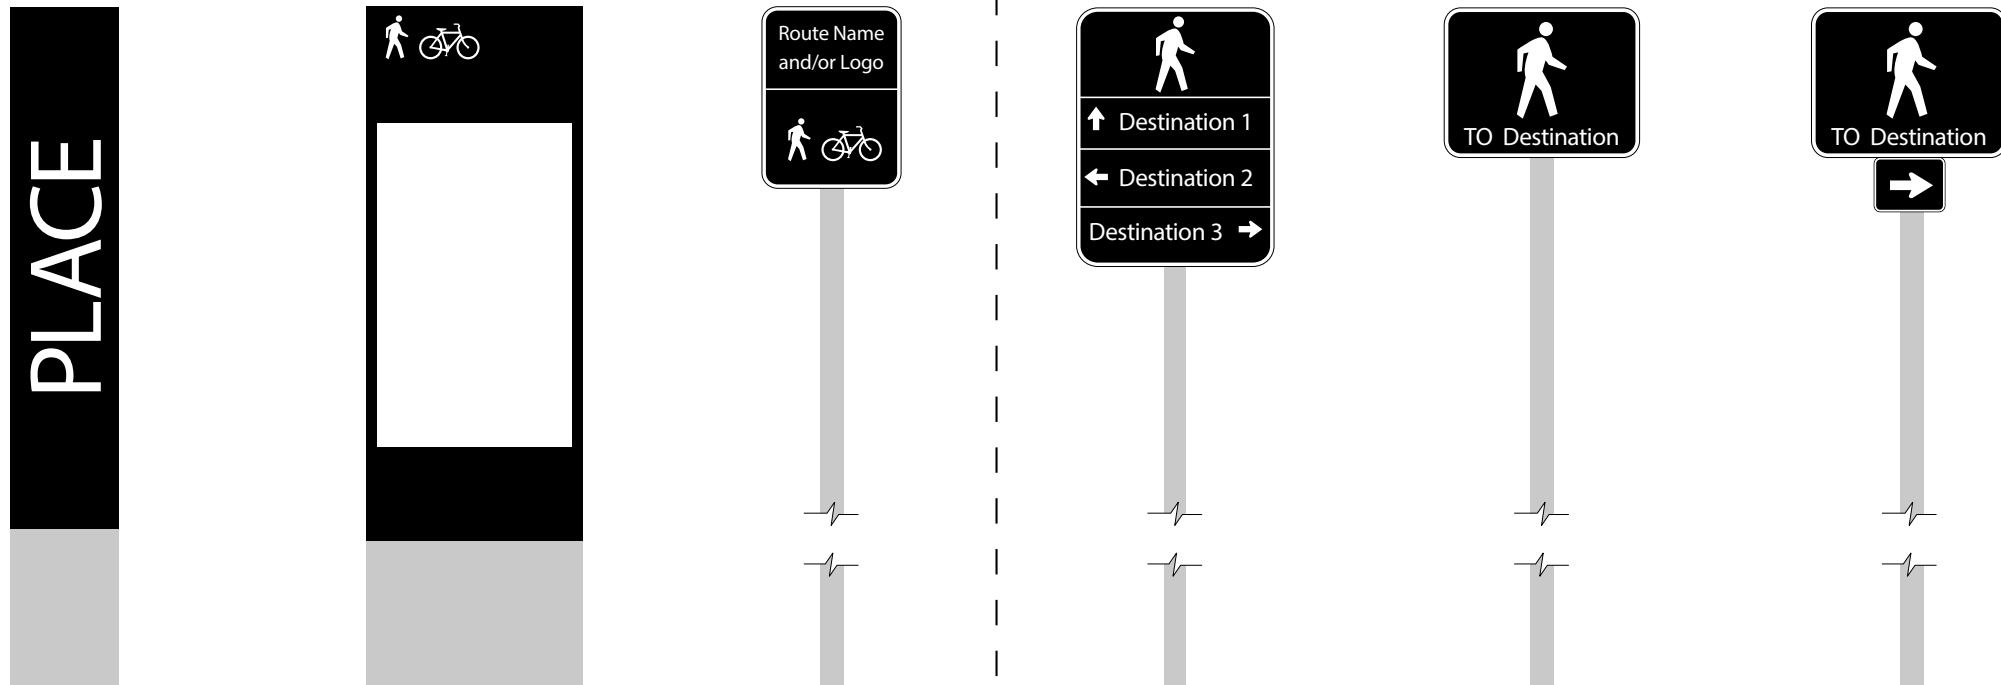 PLACE
Route Name
and/or Logo
Destination 1
Destination 2
Destination 3
TO Destination
TO Destination